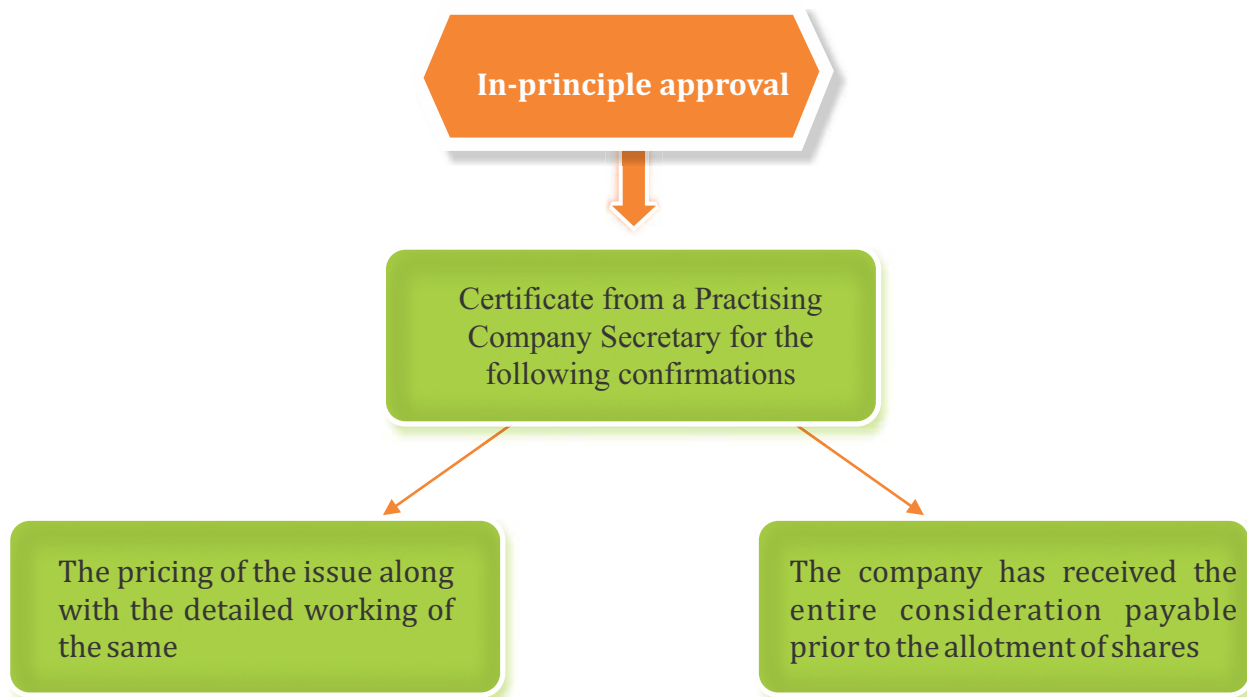 In-principle approval
Certificate from a Practising
Company Secretary for the
following confirmations
The pricing of the issue along
with the detailed working of
the same
The company has received the
entire consideration payable
prior to the allotment of shares